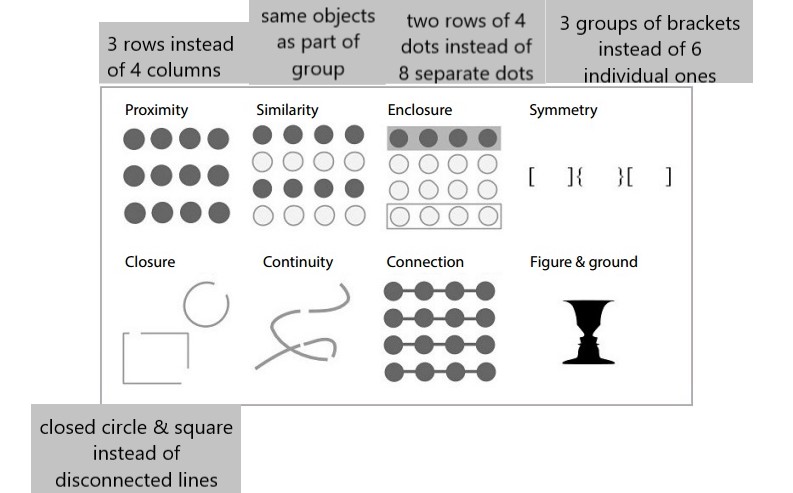 3 rows instead
of 4 columns
same objects
as part of
group
two rows of 4
dots instead of
8 separate dots
3 groups of brackets
instead of 6
individual ones
Proximity
Similarity
Enclosure
Symmetry
[ ]{ }[ ]
Closure
Continuity
Connection
Figure & ground
closed circle & square
instead of
disconnected lines